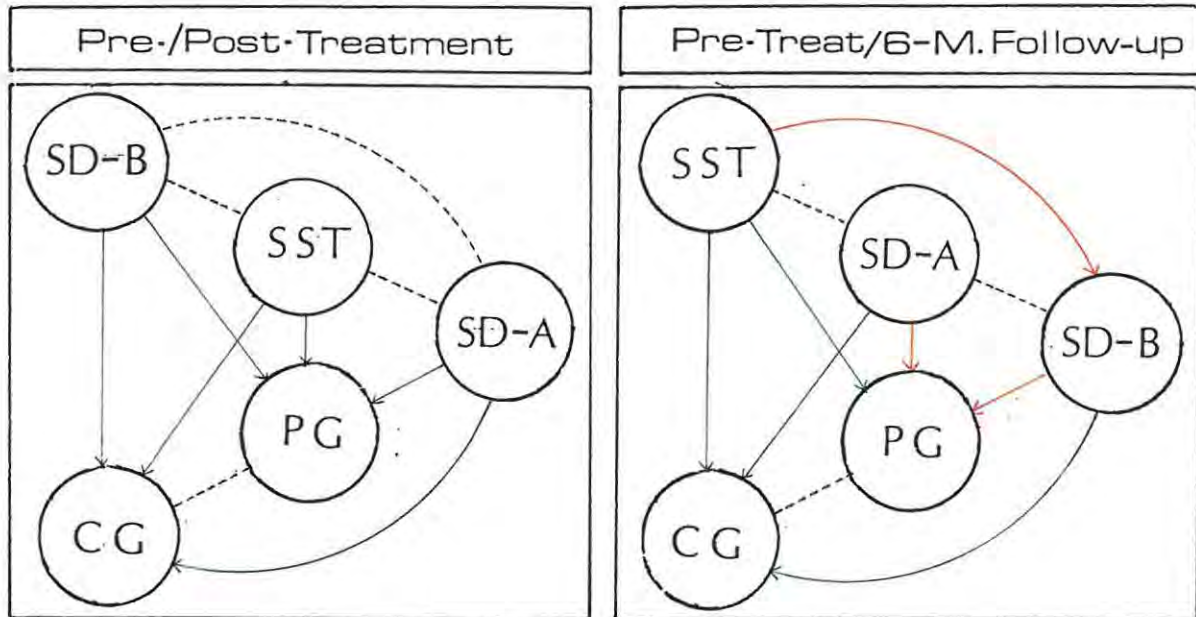 Pre-/Post-Treatment
SD-B
SST
SD-A
PG
CG
Pre-Treat/6-M. Follow-up
SST
SD-A
SD-B
PG
CG